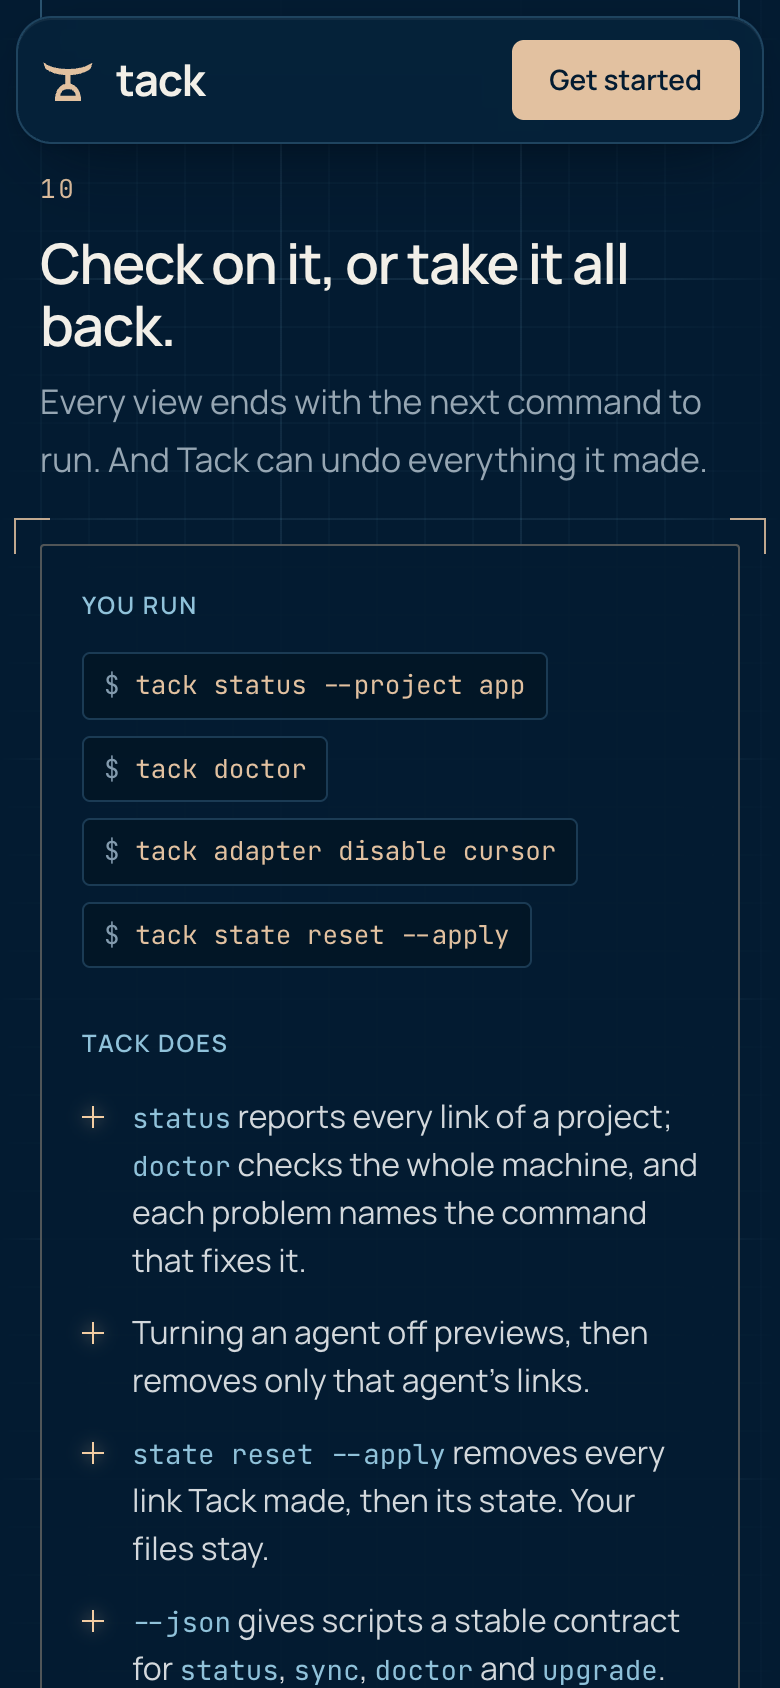 tack
Get started
10
Check on it, or take it all
back.
Every view ends with the next command to
run. And Tack can undo everything it made.
YOU RUN
$ tack status --project app
$ tack doctor
$ tack adapter disable cursor
$ tack state reset --apply
TACK DOES
status reports every link of a project;
doctor checks the whole machine, and
each problem names the command
that fixes it.
Turning an agent off previews, then
removes only that agent’s links.
state reset --apply removes every
link Tack made, then its state. Your
files stay.
--json gives scripts a stable contract
for status, sync, doctor and upgrade.